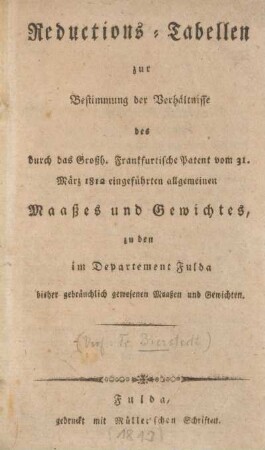 Reductions-Tabellen
zur
Bestimmung der Verhältnisse
des
durch das Großh. Frankfurtische Patent vom 31.
März 1812 eingeführten allgemeinen
Maaßes und Gewichtes,
zu den
im Departement Fulda
bisher gebräuchlich gewesenen Maaßen und Gewichten.
Fulda,
gedruckt mit Müller'schen Schriften.